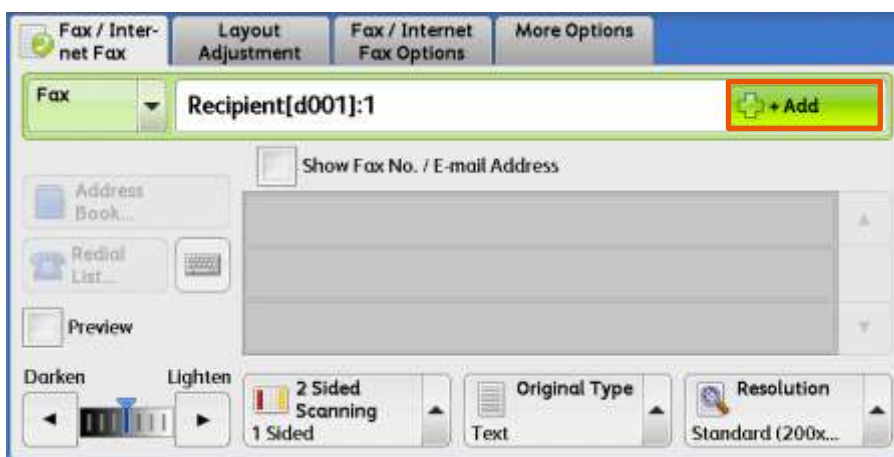 Fax / Inter-
net Fax
Layout
Adjustment
Fax / Internet
Fax Options
More Options
Fax
Recipient[d001]:1
+ Add
Show Fax No. / E-mail Address
Address
Book...
Redial
List...
Preview
Darken
Lighten
2 Sided
Scanning
1 Sided
Original Type
Text
Resolution
Standard (200x...